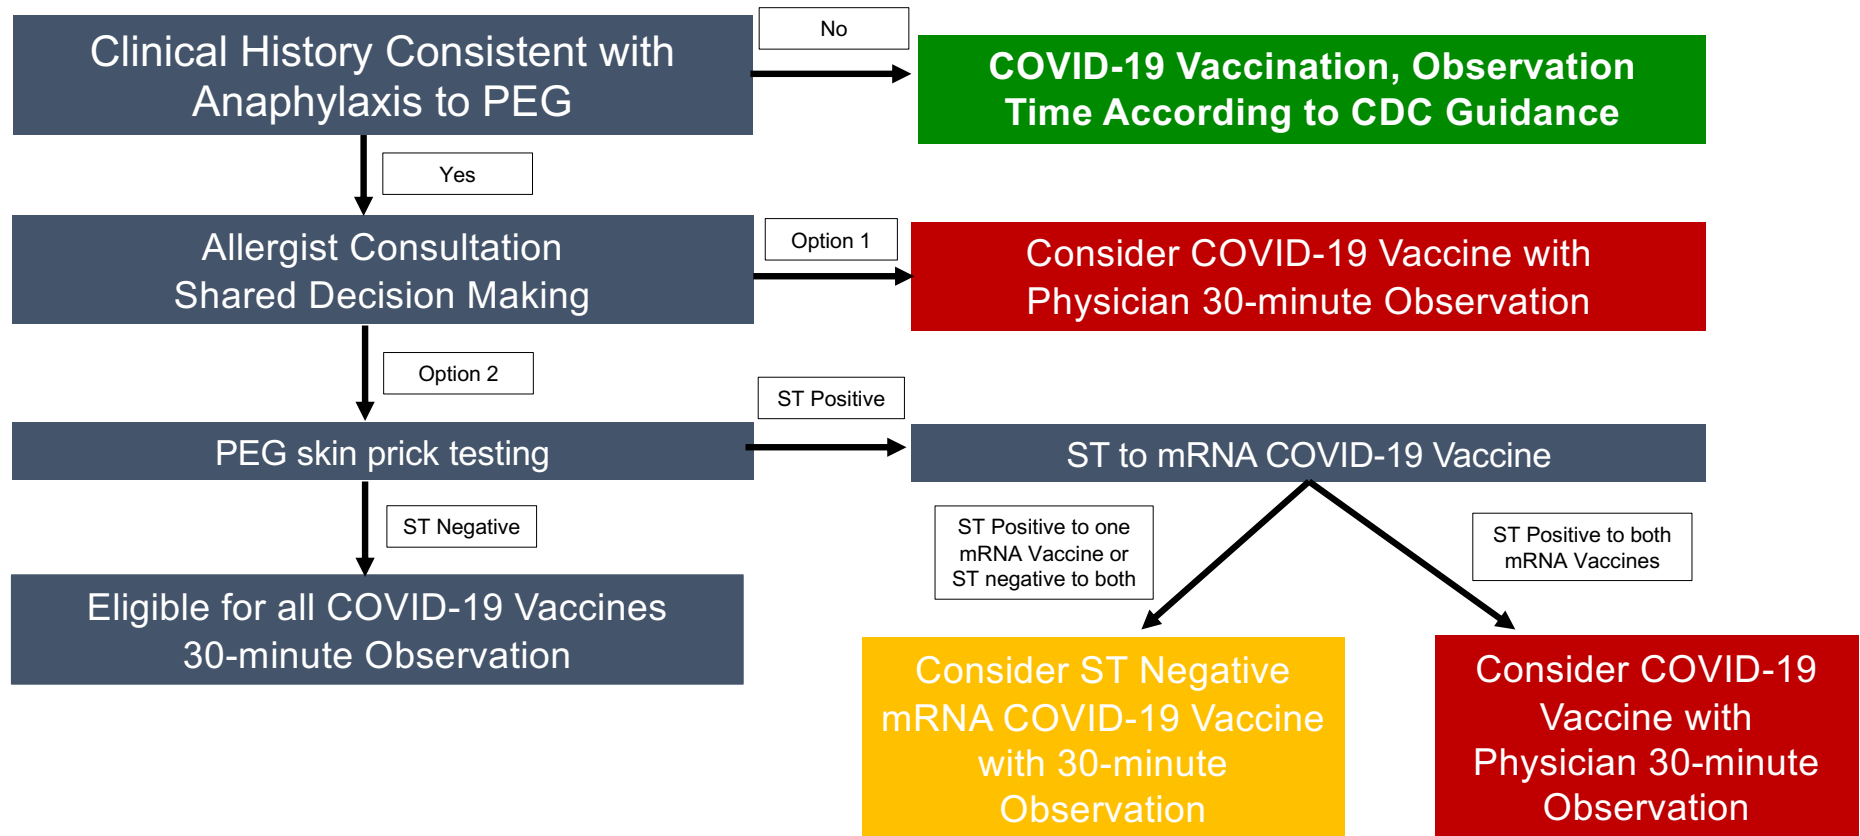 Clinical History Consistent with
Anaphylaxis to PEG
No
COVID-19 Vaccination, Observation
Time According to CDC Guidance
Yes
Allergist Consultation
Shared Decision Making
Option 1
Consider COVID-19 Vaccine with
Physician 30-minute Observation
Option 2
PEG skin prick testing
ST Positive
ST to mRNA COVID-19 Vaccine
ST Negative
Eligible for all COVID-19 Vaccines
30-minute Observation
ST Positive to one
mRNA Vaccine or
ST negative to both
ST Positive to both
mRNA Vaccines
Consider ST Negative
mRNA COVID-19 Vaccine
with 30-minute
Observation
Consider COVID-19
Vaccine with
Physician 30-minute
Observation